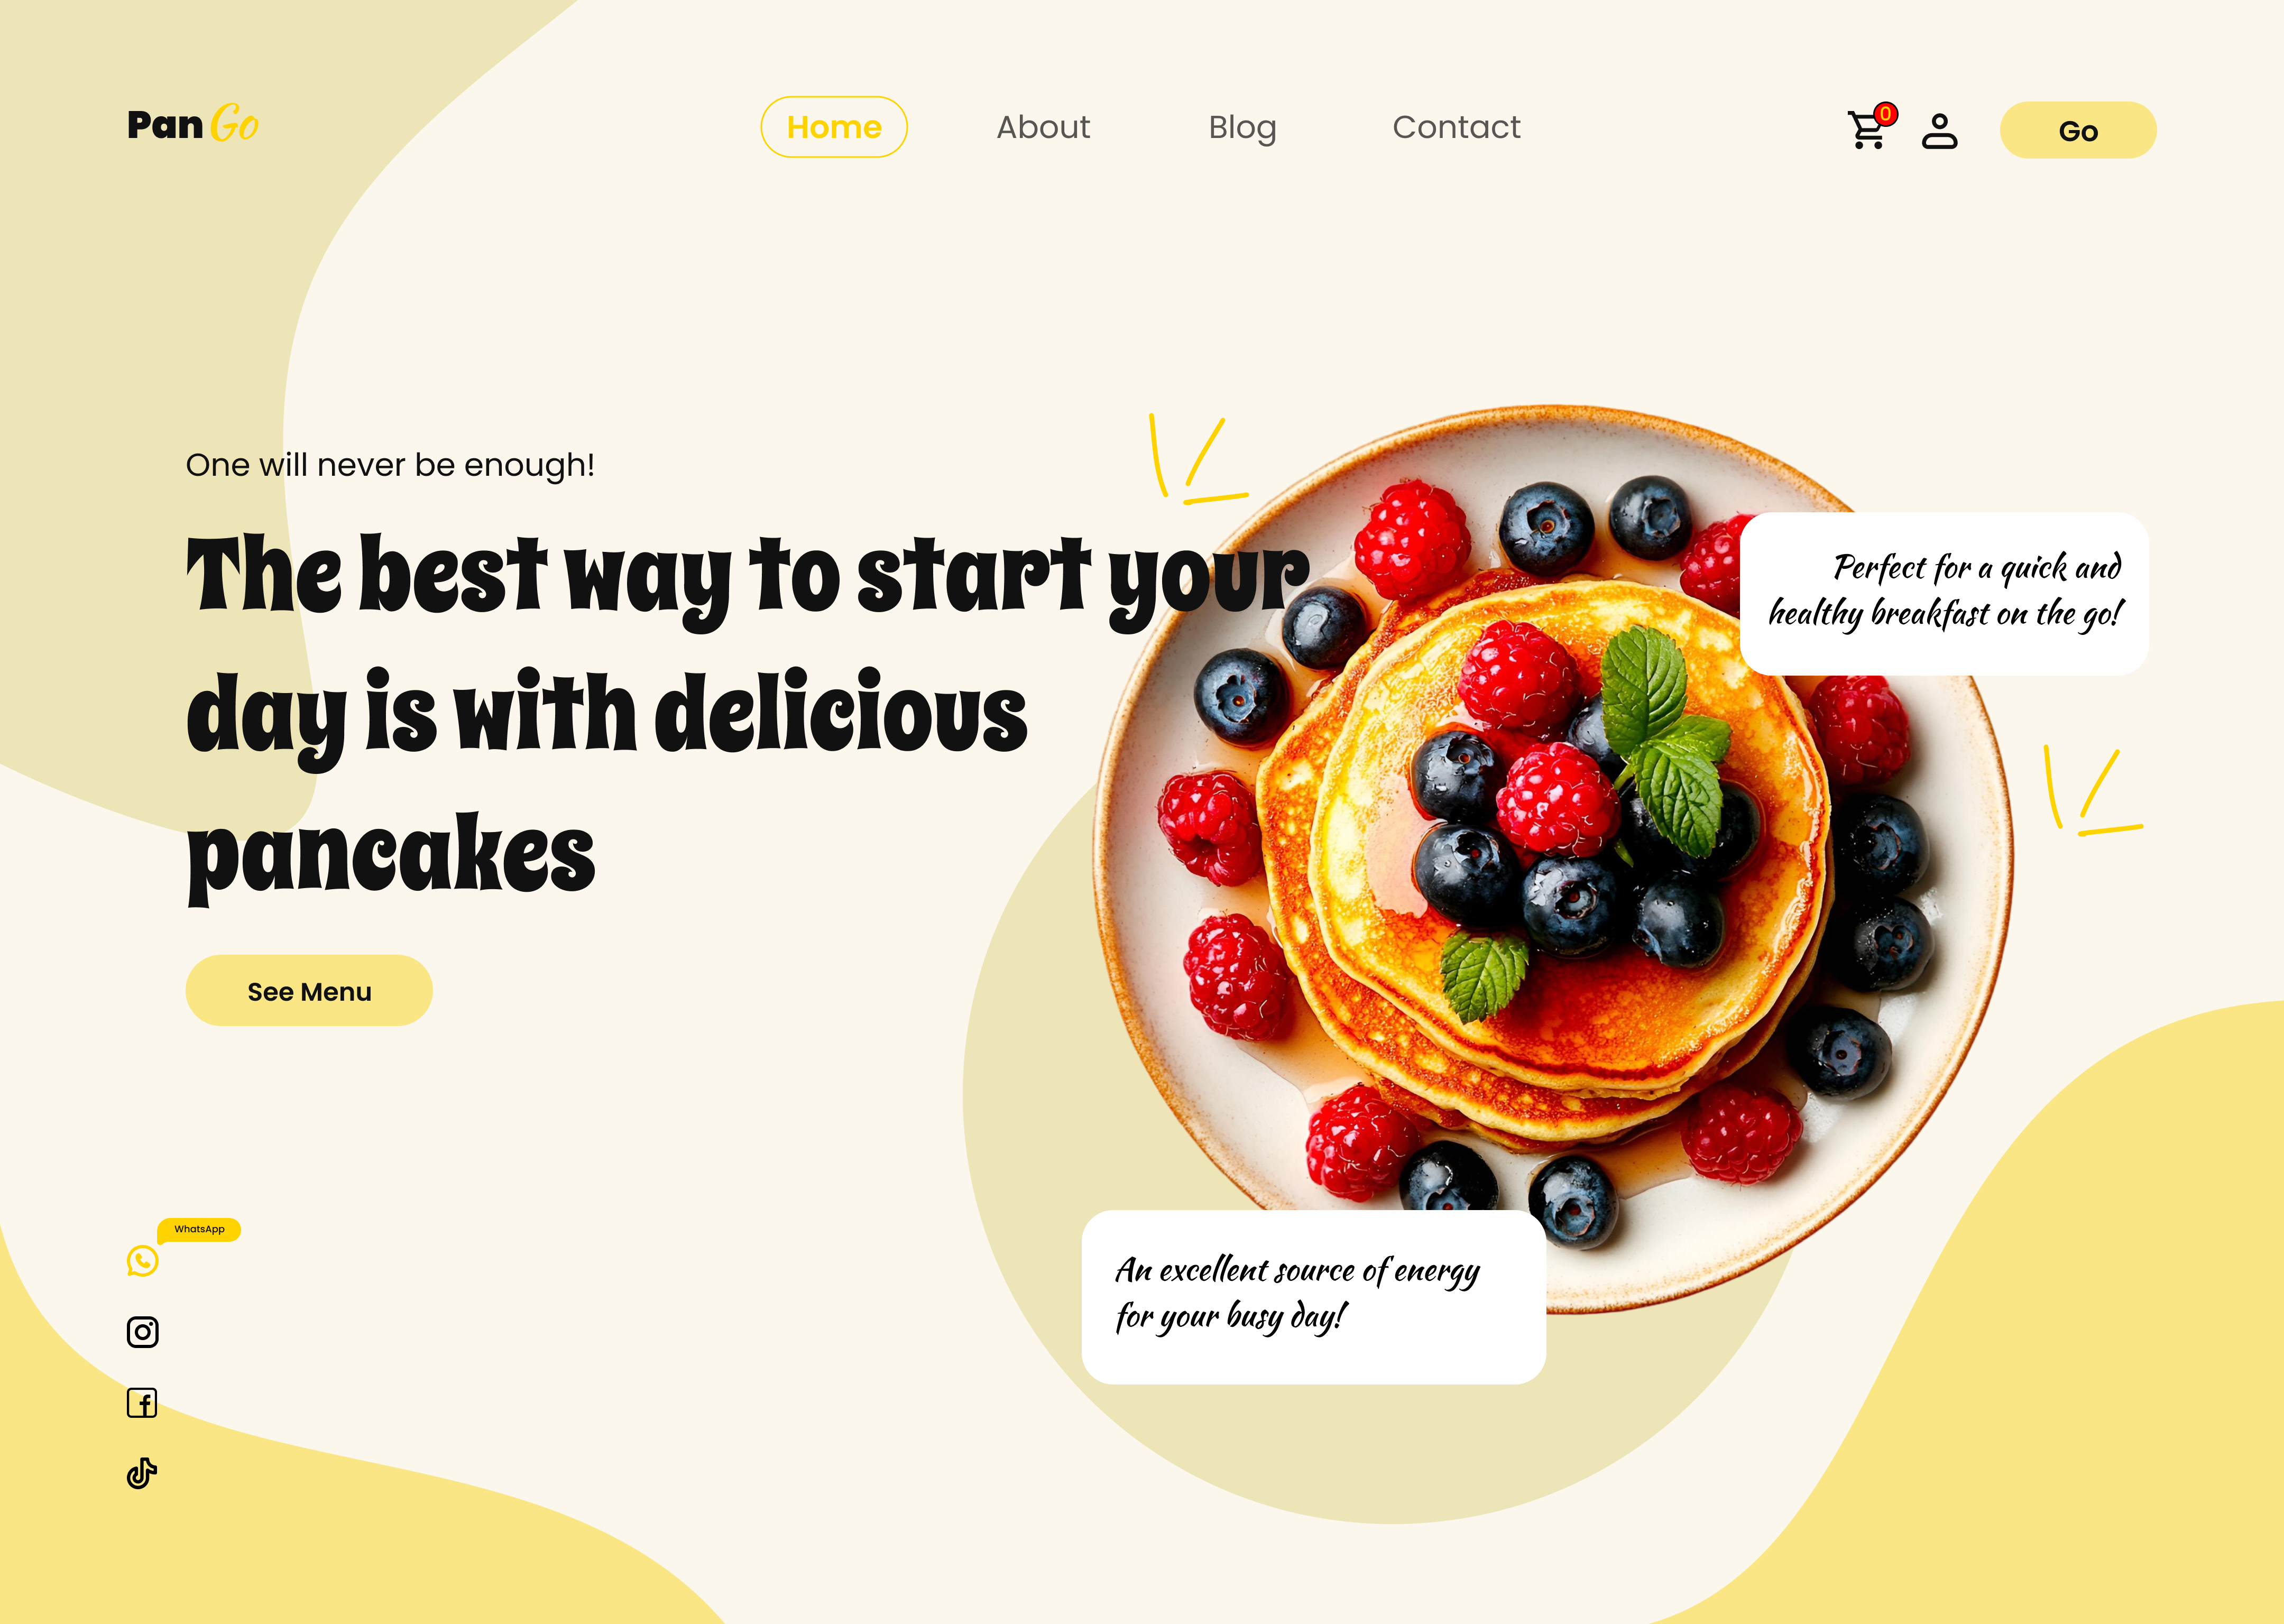 Pan Go
Home
About
Blog
Contact
0
Go
One will never be enough!
The best way to start your
day is with delicious
pancakes
See Menu
Perfect for a quick and
healthy breakfast on the go!
An excellent source of energy
for your busy day!
WhatsApp